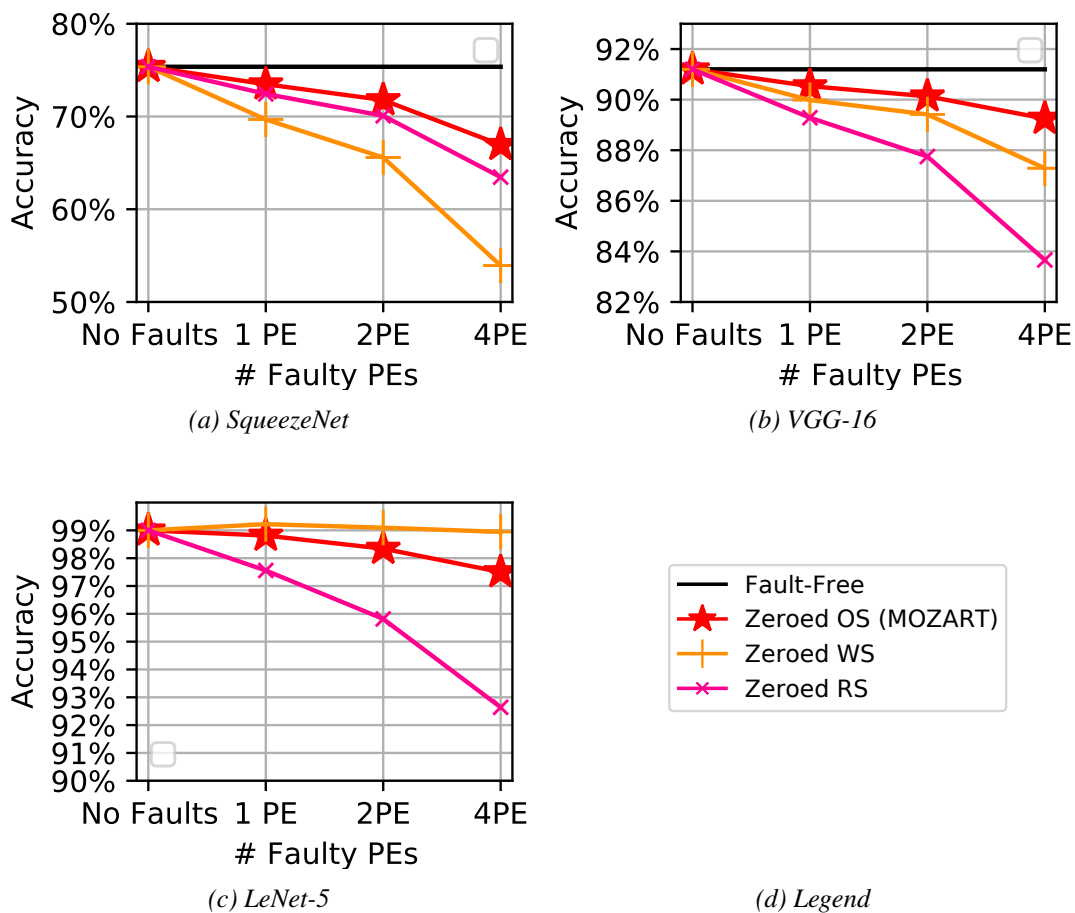 80%
70%
60%
50%
Accuracy
No Faults 1 PE 2PE 4PE
# Faulty PEs
(a) SqueezeNet
92%
90%
88%
86%
84%
82%
Accuracy
No Faults 1 PE 2PE 4PE
# Faulty PEs
(b) VGG-16
99%
98%
97%
96%
95%
94%
93%
92%
91%
90%
Accuracy
No Faults 1 PE 2PE 4PE
# Faulty PEs
(c) LeNet-5
Fault-Free
Zeroed OS (MOZART)
Zeroed WS
Zeroed RS
(d) Legend